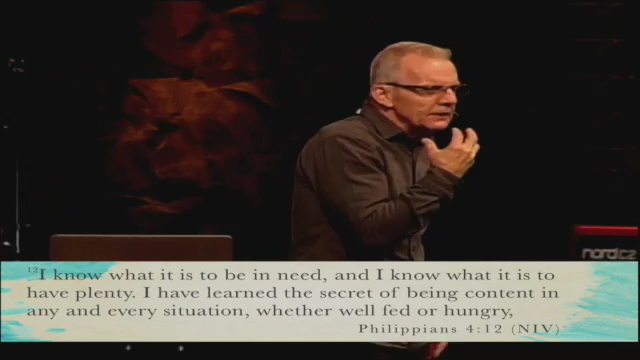 nord c2
¹²I know what it is to be in need, and I know what it is to
have plenty. I have learned the secret of being content in
any and every situation, whether well fed or hungry,
Philippians 4:12 (NIV)